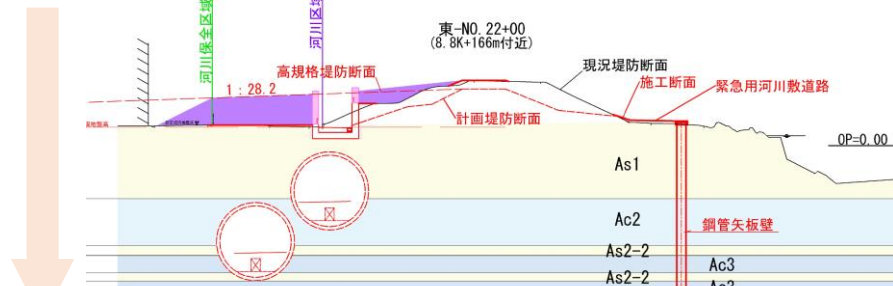 東-NO.22+00
(8.8K+166m付近)
河川保全区域
河川区域
高規格堤防断面
1:28.2
現況堤防断面
施工断面
緊急用河川敷道路
計画堤防断面
OP=0.00
As1
Ac2
鋼管矢板壁
As2-2
Ac3
As2-2